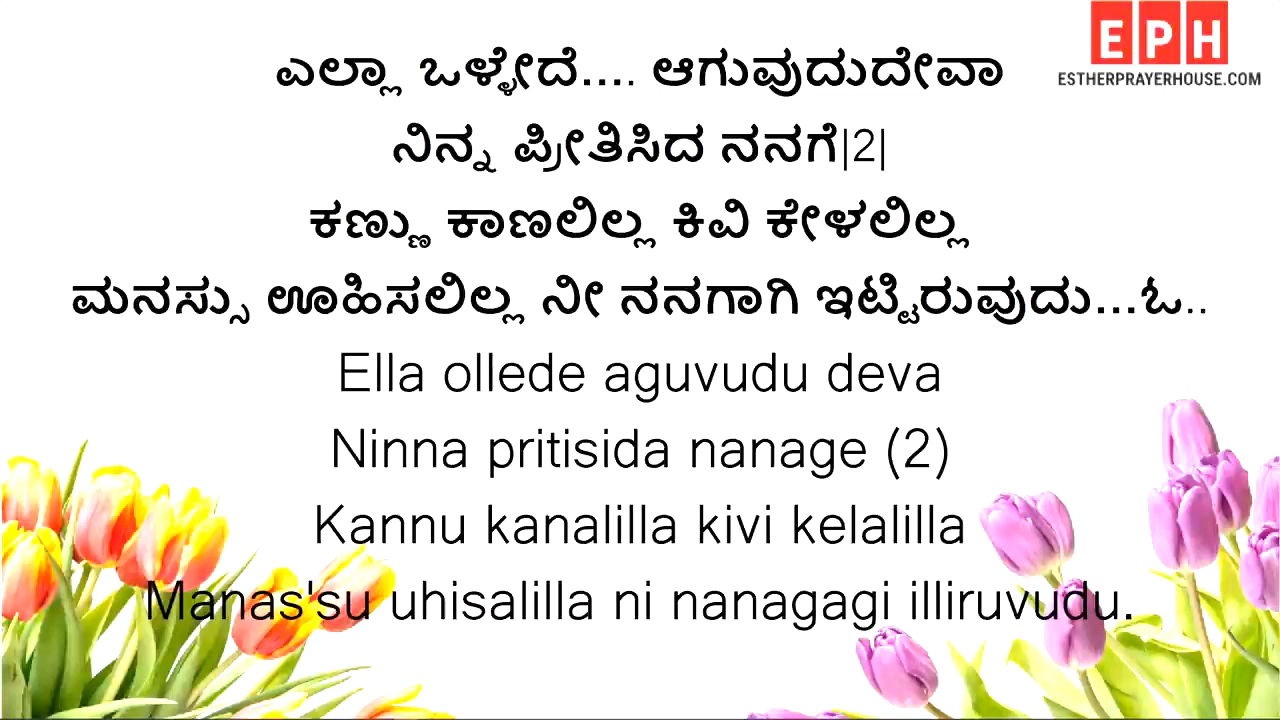 EPH
ESTHERPRAYERHOUSE.COM
ಎಲ್ಲಾ ಒಳ್ಳೇದೆ.... ಆಗುವುದುದೇವಾ
ನಿನ್ನ ಪ್ರೀತಿಸಿದ ನನಗೆ|2|
ಕಣ್ಣು ಕಾಣಲಿಲ್ಲ ಕಿವಿ ಕೇಳಲಿಲ್ಲ
ಮನಸ್ಸು ಊಹಿಸಲಿಲ್ಲ ನೀ ನನಗಾಗಿ ಇಟ್ಟಿರುವುದು...ಓ..
Ella ollede aguvudu deva
Ninna pritisida nanage (2)
Kannu kanalilla kivi kelalilla
Manas'su uhisalilla ni nanagagi illiruvudu.